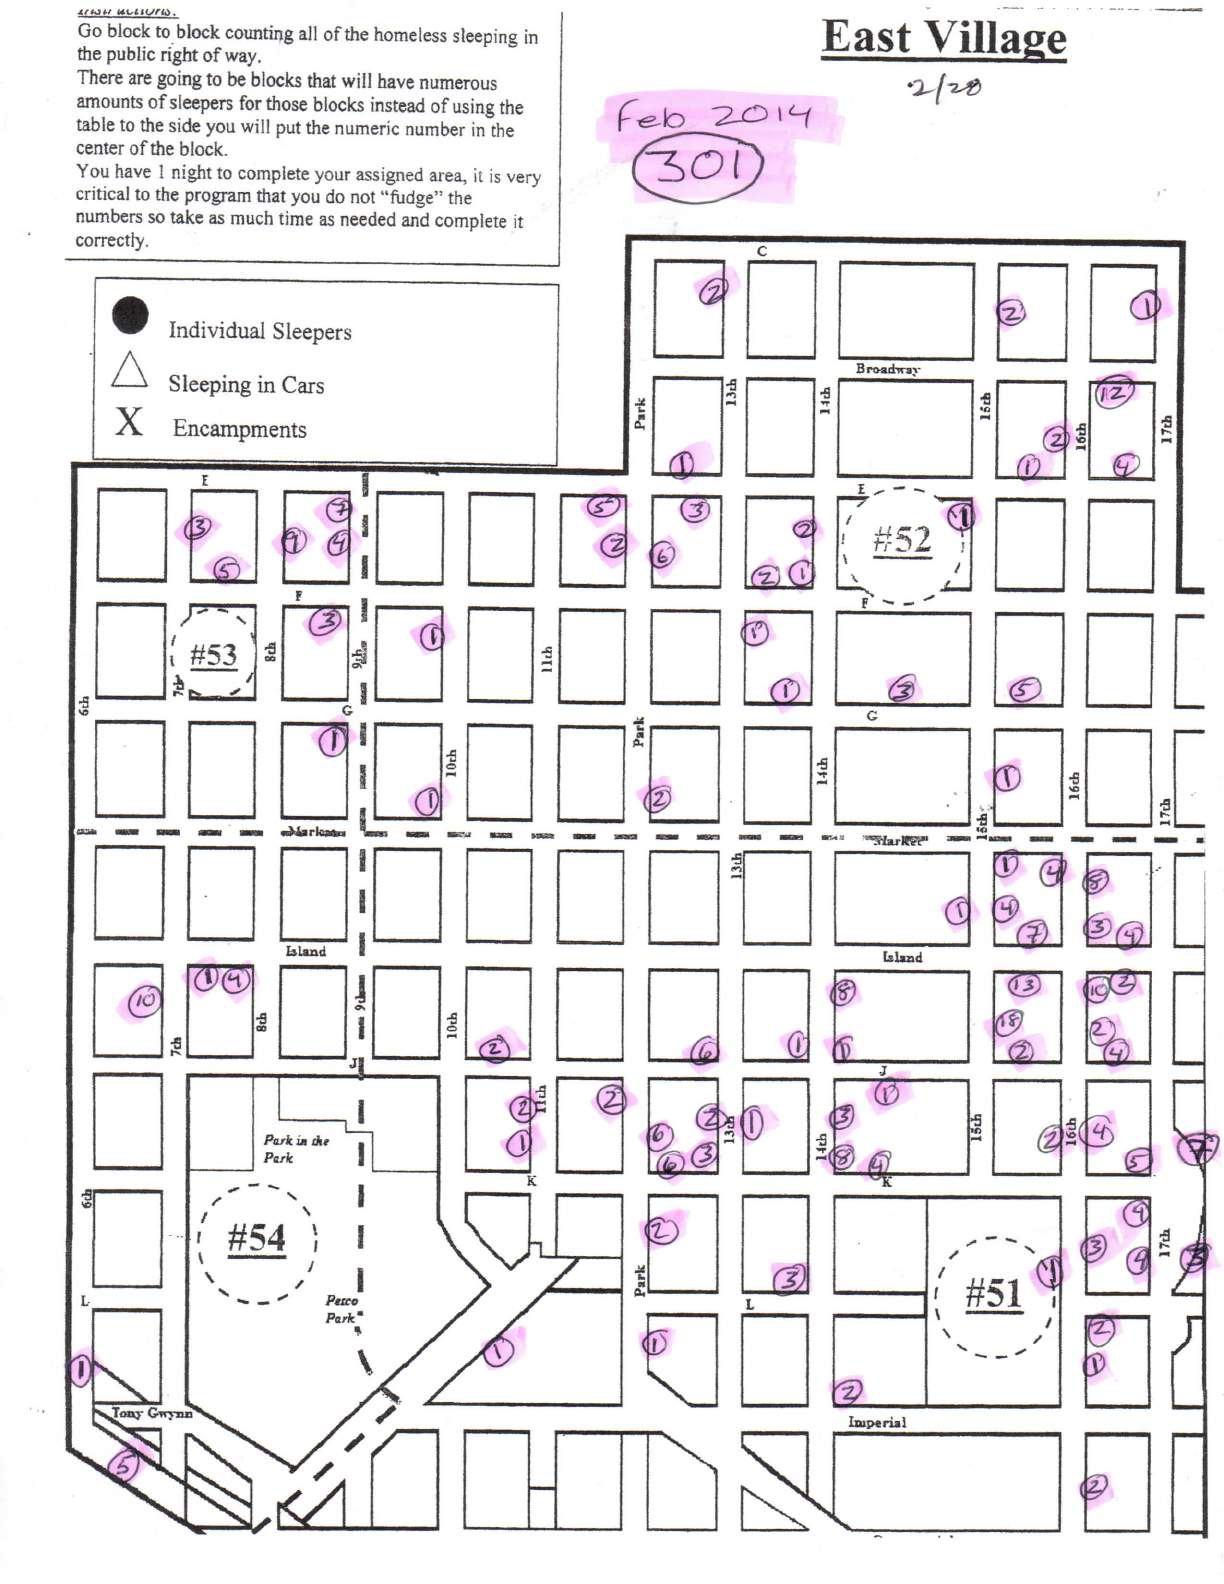 East Village
2/28
Feb 2014
301
Go block to block counting all of the homeless sleeping in
the public right of way.
There are going to be blocks that will have numerous
amounts of sleepers for those blocks instead of using the
table to the side you will put the numeric number in the
center of the block.
You have 1 night to complete your assigned area, it is very
critical to the program that you do not “fudge” the
numbers so take as much time as needed and complete it
correctly.
Individual Sleepers
Sleeping in Cars
X Encampments
C
2 2 1
Broadway
Park 13th 14th 15th 16th 17th
12
2
1 1 4
E E
7 5 3
3 9 4 2 6 2 #52 1
5 2 1
F F
3 1 1
#53 8th 9th 11th
7th
6th 1 3 5
G G
1 Park
10th 14th 1 16th 17th
1 2
15th
Market Market
13th 1 4 8
1 4
7 3 4
Island Island
1 4 13 10 2
10 8
8th 9th 10th 18 2
7th 2 6 1 1 2 4
J J
2 11th 2 2 13th 1 3 1 15th
1 6 14th 2 16th 4
Park in the
Park
6 3 8 4 5 7
K K
6th 2 4
#54 3 4 17th 3
Park 3 1
L L #51
Petco
Park
2
1 1 1 1
2
Tony Gwynn Imperial
5 2